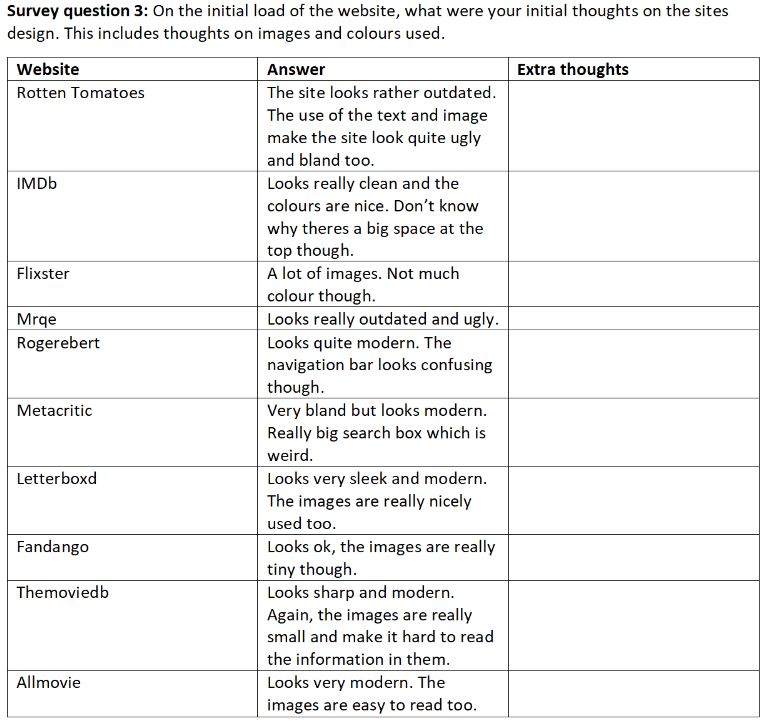 Survey question 3: On the initial load of the website, what were your initial thoughts on the sites
design. This includes thoughts on images and colours used.
Website Answer Extra thoughts
Rotten Tomatoes The site looks rather outdated.
The use of the text and image
make the site look quite ugly
and bland too.
IMDb Looks really clean and the
colours are nice. Don’t know
why theres a big space at the
top though.
Flixster A lot of images. Not much
colour though.
Mrqe Looks really outdated and ugly.
Rogerebert Looks quite modern. The
navigation bar looks confusing
though.
Metacritic Very bland but looks modern.
Really big search box which is
weird.
Letterboxd Looks very sleek and modern.
The images are really nicely
used too.
Fandango Looks ok, the images are really
tiny though.
Themoviedb Looks sharp and modern.
Again, the images are really
small and make it hard to read
the information in them.
Allmovie Looks very modern. The
images are easy to read too.